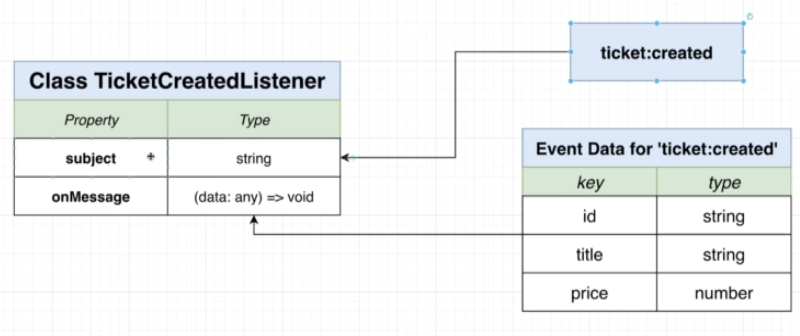 ticket:created
Class TicketCreatedListener
Property Type
subject string
onMessage (data: any) => void
Event Data for 'ticket:created'
key type
id string
title string
price number